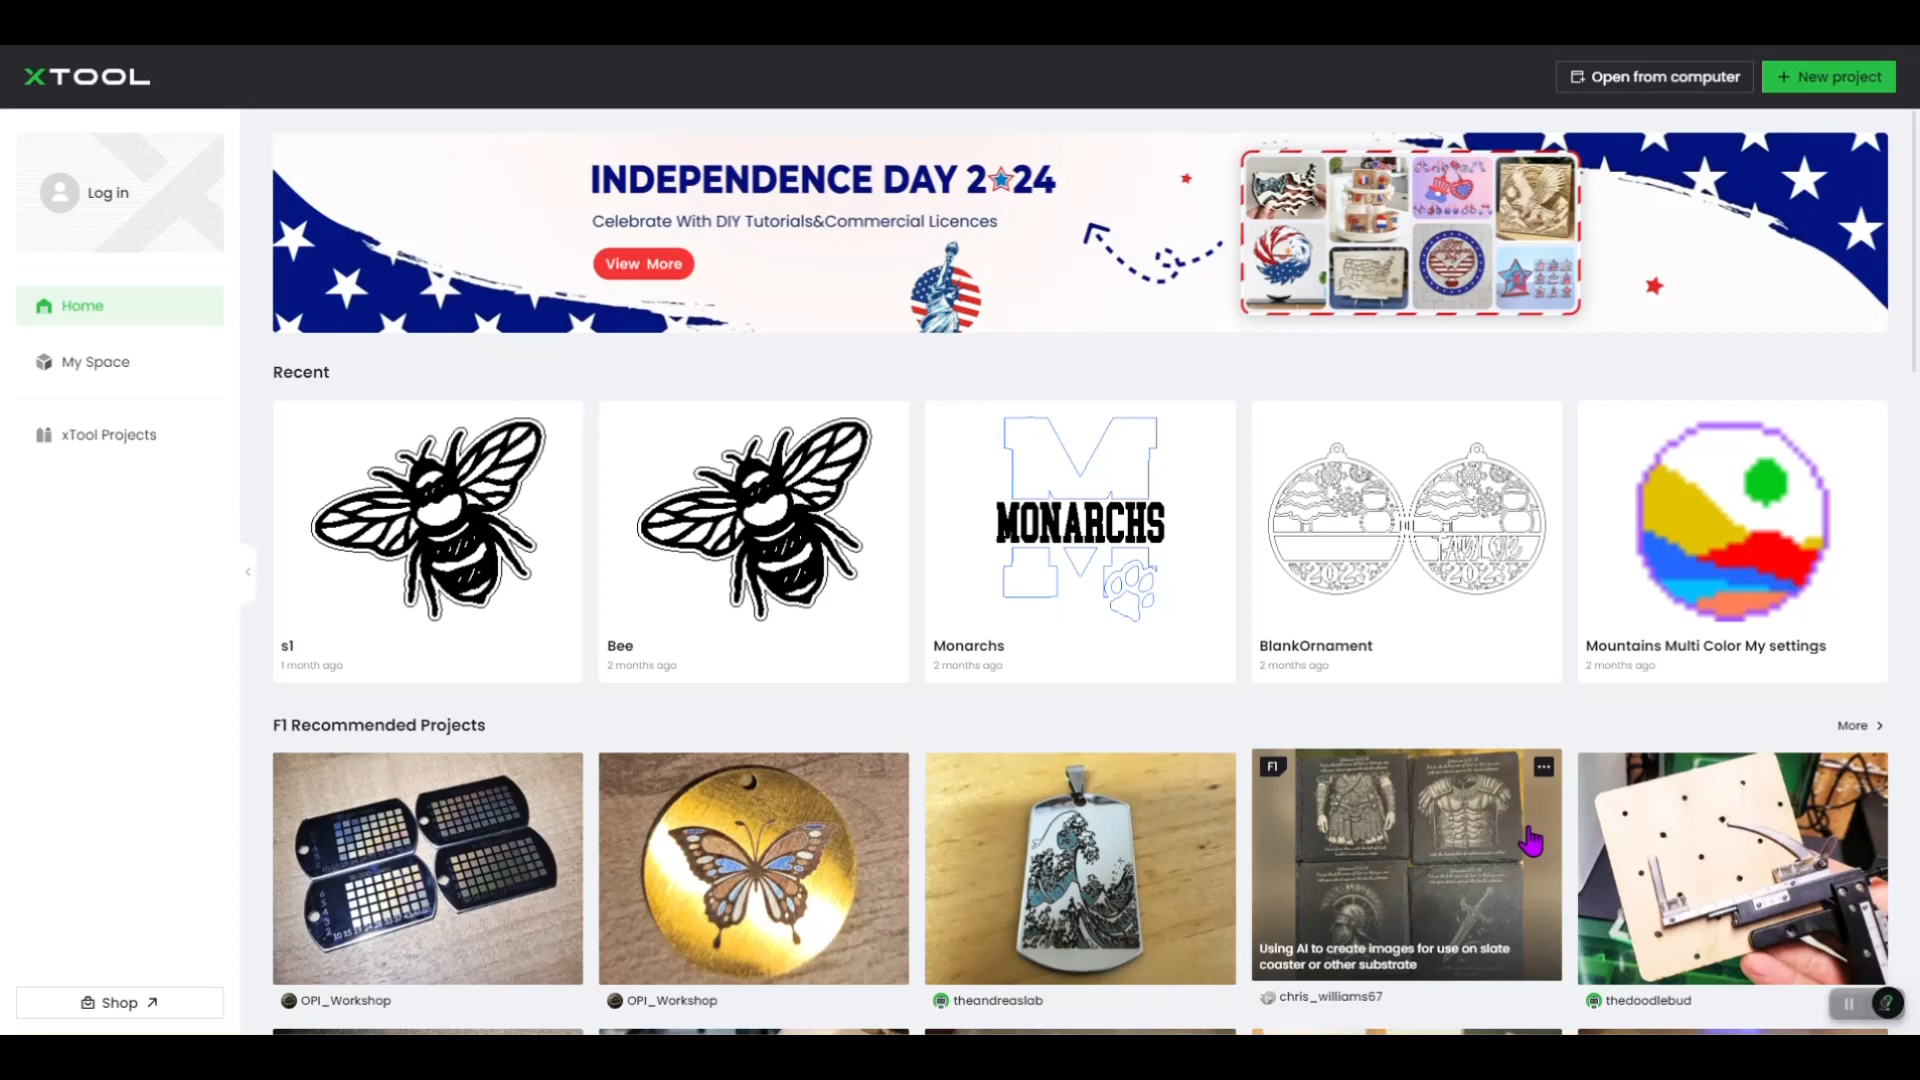 XTOOL
Open from computer
+ New project
Log in
Home
My Space
xTool Projects
Shop
INDEPENDENCE DAY 2024
Celebrate With DIY Tutorials&Commercial Licences
View More
Recent
MONARCHS
2023
2023
s1
1 month ago
Bee
2 months ago
Monarchs
2 months ago
BlankOrnament
2 months ago
Mountains Multi Color My settings
2 months ago
F1 Recommended Projects
More
F1
Using AI to create images for use on slate
coaster or other substrate
OPI_Workshop
OPI_Workshop
theandreaslab
chris_williams67
thedoodlebud